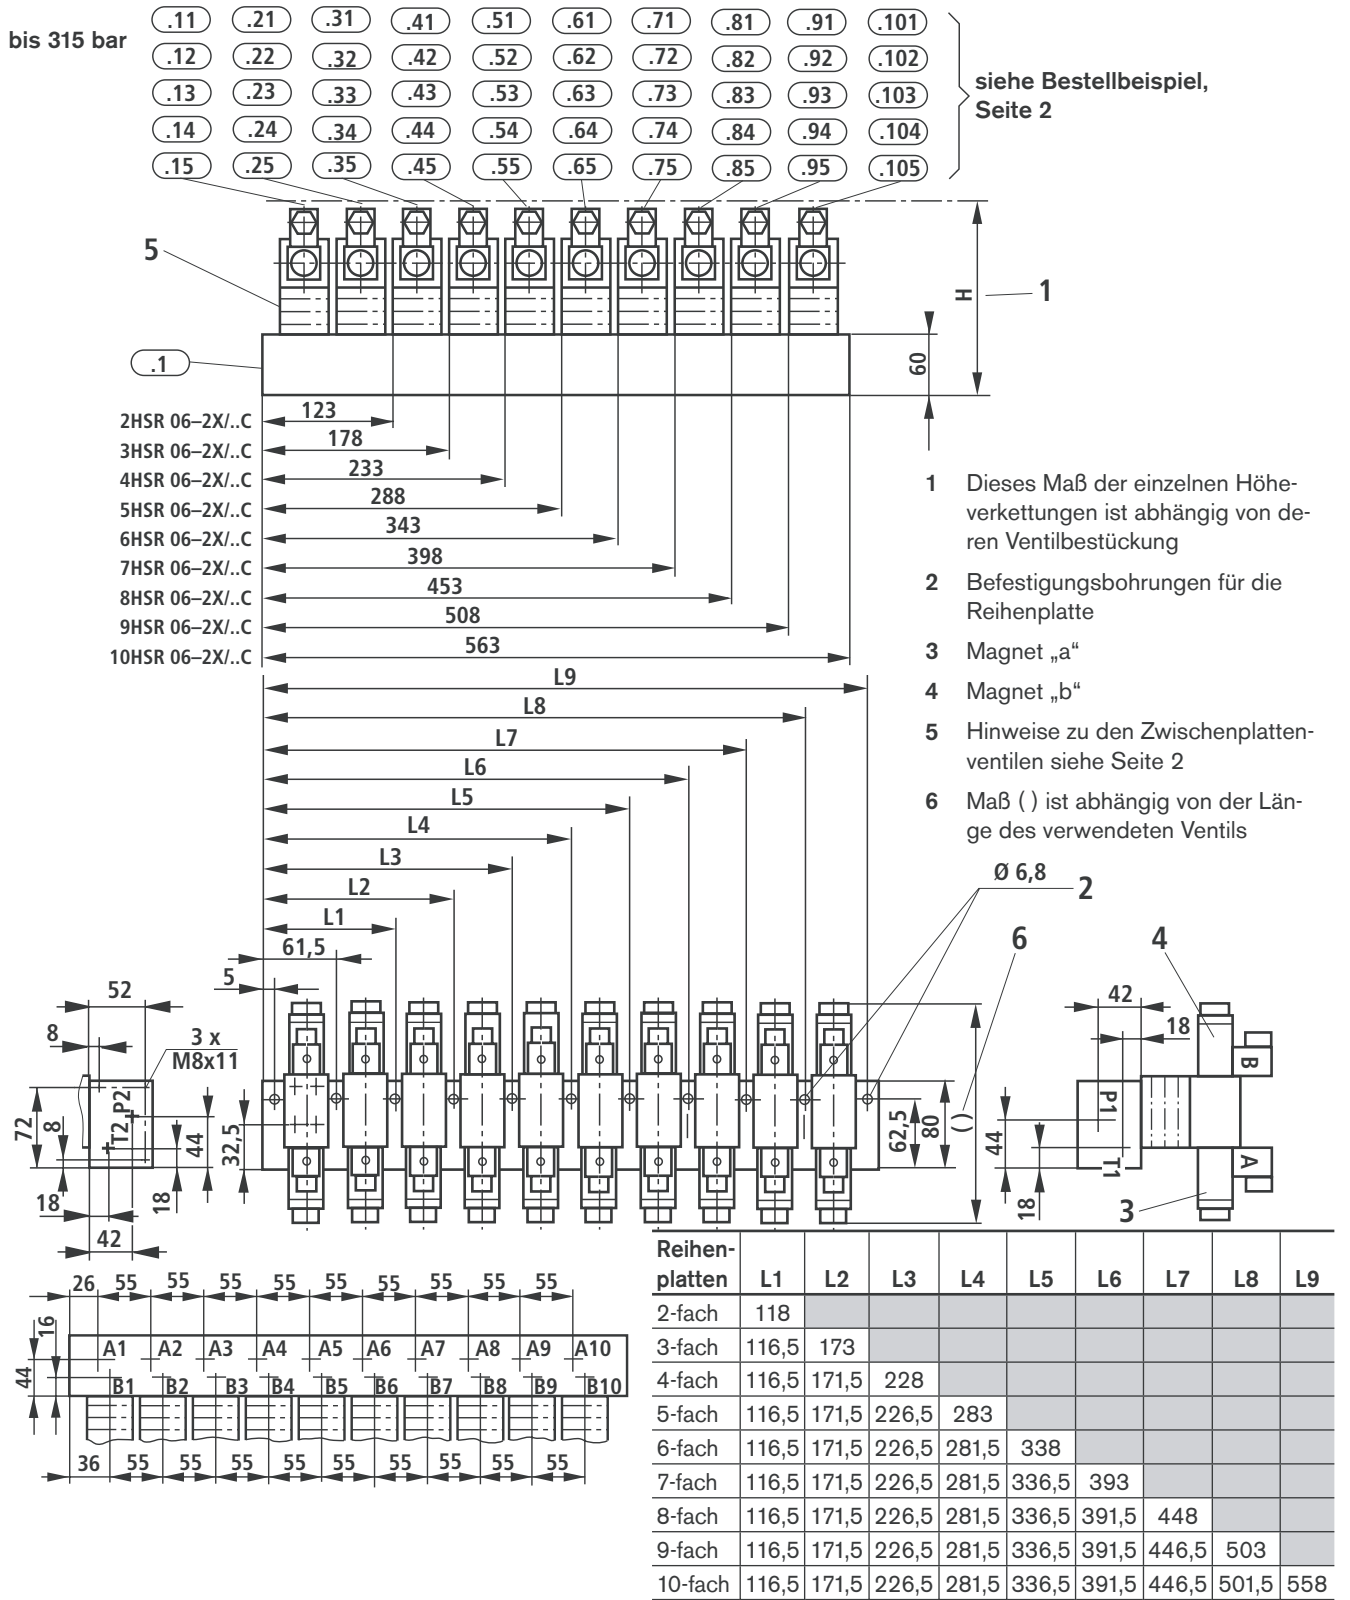 bis 315 bar
.11 .21 .31 .41 .51 .61 .71 .81 .91 .101
.12 .22 .32 .42 .52 .62 .72 .82 .92 .102
.13 .23 .33 .43 .53 .63 .73 .83 .93 .103
.14 .24 .34 .44 .54 .64 .74 .84 .94 .104
.15 .25 .35 .45 .55 .65 .75 .85 .95 .105
siehe Bestellbeispiel,
Seite 2
5
H
1
60
.1
2HSR 06–2X/..C 123
3HSR 06–2X/..C 178
4HSR 06–2X/..C 233
5HSR 06–2X/..C 288
6HSR 06–2X/..C 343
7HSR 06–2X/..C 398
8HSR 06–2X/..C 453
9HSR 06–2X/..C 508
10HSR 06–2X/..C 563
1 Dieses Maß der einzelnen Höhe-
verkettungen ist abhängig von de-
ren Ventilbestückung
2 Befestigungsbohrungen für die
Reihenplatte
3 Magnet „a“
4 Magnet „b“
5 Hinweise zu den Zwischenplatten-
ventilen siehe Seite 2
6 Maß ( ) ist abhängig von der Län-
ge des verwendeten Ventils
L9
L8
L7
L6
L5
L4
L3
L2
L1
61,5
5
Ø 6,8 2
6
4
52
8
3 x
M8x11
72
8
T2
P2
44
18
18
42
32,5
62,5
80
( )
42
18
B
P1
44
T1
A
18
3
26 55 55 55 55 55 55 55 55 55
16
44
A1 A2 A3 A4 A5 A6 A7 A8 A9 A10
B1 B2 B3 B4 B5 B6 B7 B8 B9 B10
36 55 55 55 55 55 55 55 55 55
Reihen-
platten L1 L2 L3 L4 L5 L6 L7 L8 L9
2-fach 118
3-fach 116,5 173
4-fach 116,5 171,5 228
5-fach 116,5 171,5 226,5 283
6-fach 116,5 171,5 226,5 281,5 338
7-fach 116,5 171,5 226,5 281,5 336,5 393
8-fach 116,5 171,5 226,5 281,5 336,5 391,5 448
9-fach 116,5 171,5 226,5 281,5 336,5 391,5 446,5 503
10-fach 116,5 171,5 226,5 281,5 336,5 391,5 446,5 501,5 558